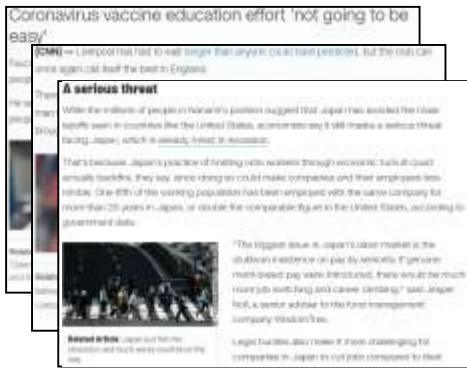 Coronavirus vaccine education effort 'not going to be
easy'
(CNN) — Liverpool has had to wait longer than anyone could have predicted, but the club can
once again call itself the best in England.
A serious threat
While the millions of people in Hanami's position suggest that Japan has avoided the mass
layoffs seen in countries like the United States, economists say it still masks a serious threat
facing Japan, which is already mired in recession.
That's because Japan's practice of holding onto workers through economic turmoil could
actually backfire, they say, since doing so could make companies and their employees less
nimble. One-fifth of the working population has been employed with the same company for
more than 20 years in Japan, or double the comparable figure in the United States, according to
government data.
"The biggest issue in Japan's labor market is the
stubborn insistence on pay by seniority. If genuine
merit-based pay were introduced, there would be much
more job switching and career climbing," said Jesper
Koll, a senior adviser to the fund management
company WisdomTree.
Related Article: Japan put firm
Legal hurdles also make it more challenging for
companies in Japan to cut jobs compared to their